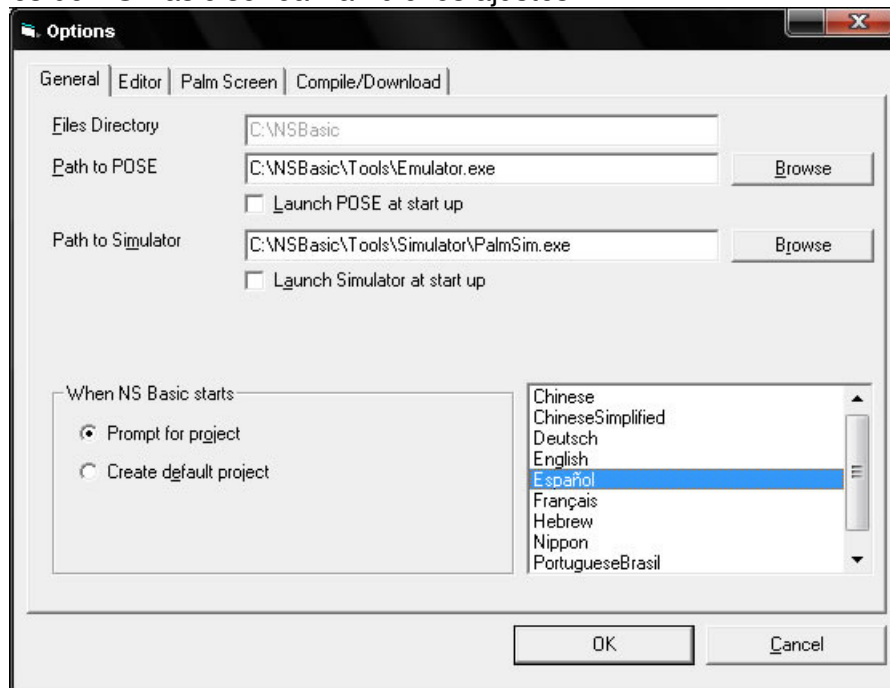 Options
General Editor Palm Screen Compile/Download
Files Directory C:\NSBasic
Path to POSE C:\NSBasic\Tools\Emulator.exe Browse
Launch POSE at start up
Path to Simulator C:\NSBasic\Tools\Simulator\PalmSim.exe Browse
Launch Simulator at start up
When NS Basic starts
Prompt for project
Create default project
Chinese
ChineseSimplified
Deutsch
English
Español
Français
Hebrew
Nippon
PortugueseBrasil
OK Cancel